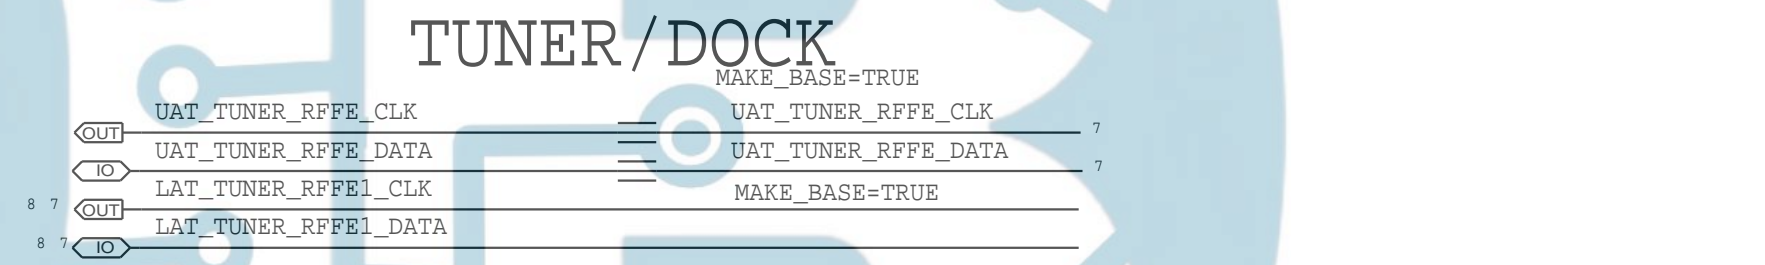 TUNER/DOCK
MAKE_BASE=TRUE
UAT_TUNER_RFFE_CLK UAT_TUNER_RFFE_CLK
OUT 7
UAT_TUNER_RFFE_DATA UAT_TUNER_RFFE_DATA
IO 7
LAT_TUNER_RFFE1_CLK MAKE_BASE=TRUE
8 7 OUT
LAT_TUNER_RFFE1_DATA
8 7 IO